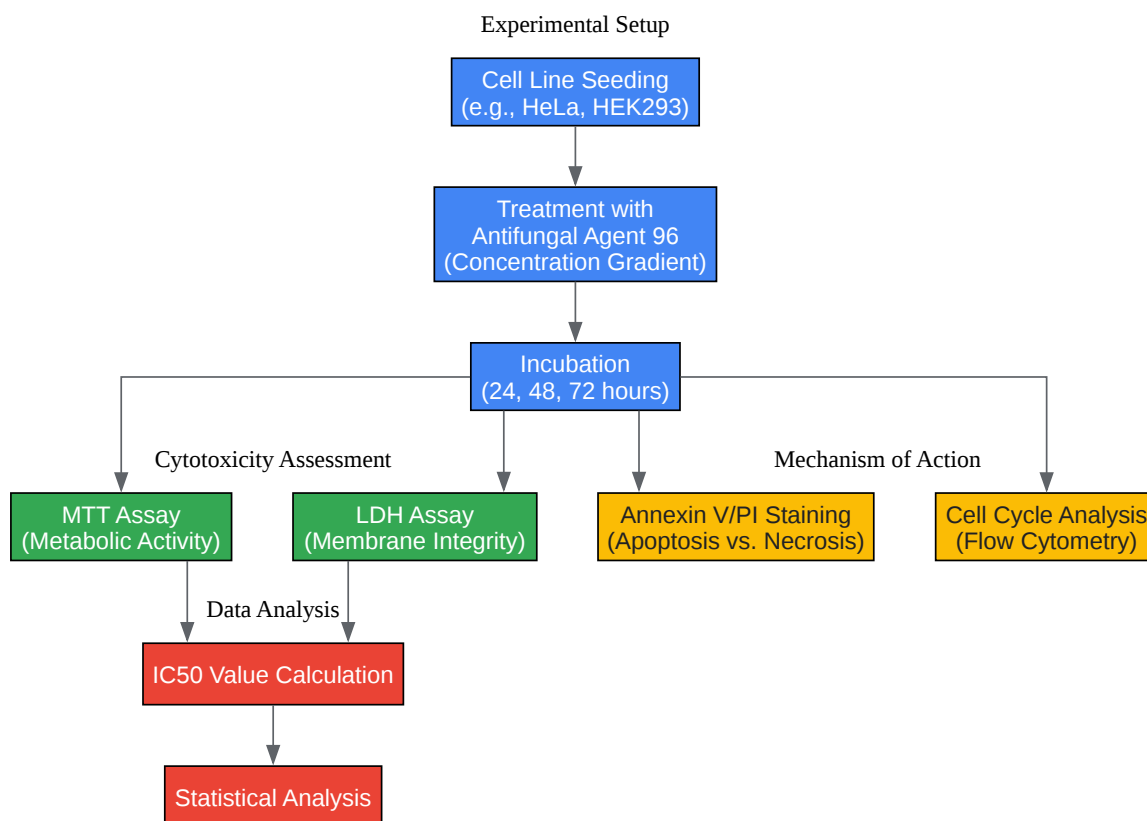 Experimental Setup
Cell Line Seeding
(e.g., HeLa, HEK293)
Treatment with
Antifungal Agent 96
(Concentration Gradient)
Incubation
(24, 48, 72 hours)
Cytotoxicity Assessment
Mechanism of Action
MTT Assay
(Metabolic Activity)
LDH Assay
(Membrane Integrity)
Annexin V/PI Staining
(Apoptosis vs. Necrosis)
Cell Cycle Analysis
(Flow Cytometry)
Data Analysis
IC50 Value Calculation
Statistical Analysis